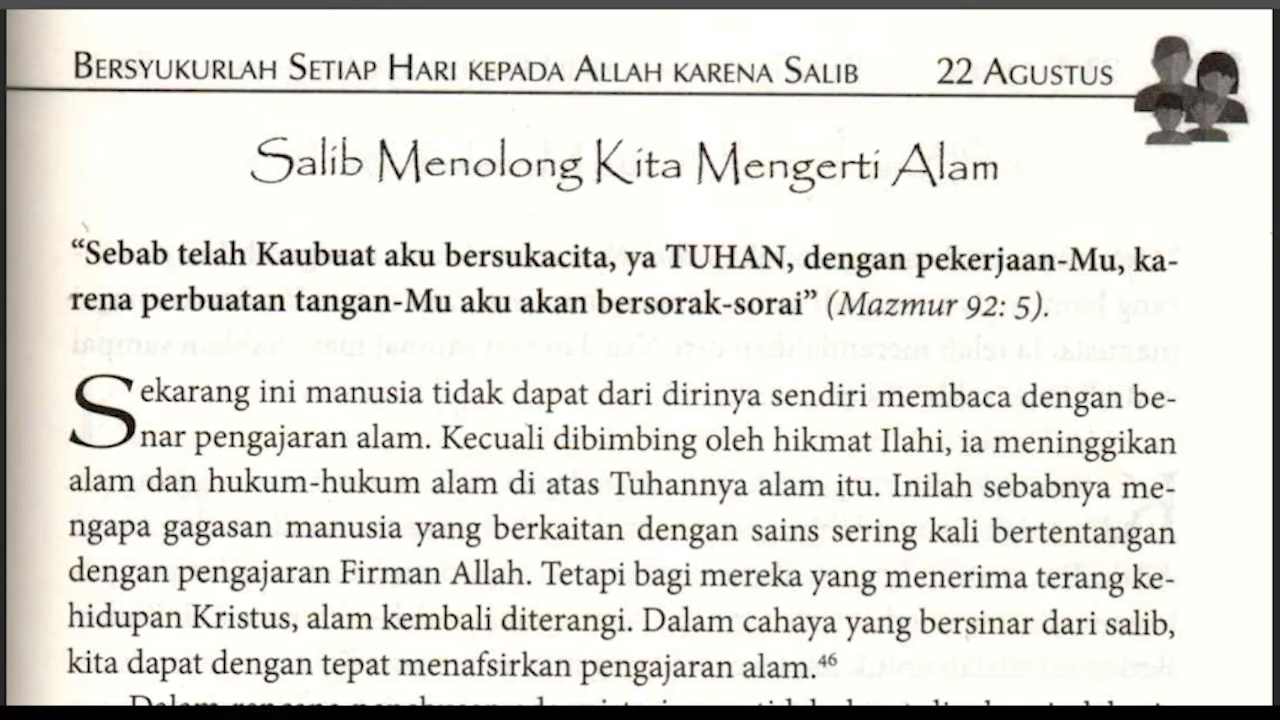 BERSYUKURLAH SETIAP HARI KEPADA ALLAH KARENA SALIB 22 AGUSTUS
Salib Menolong Kita Mengerti Alam
“Sebab telah Kaubuat aku bersukacita, ya TUHAN, dengan pekerjaan-Mu, ka-
rena perbuatan tangan-Mu aku akan bersorak-sorai” (Mazmur 92: 5).
Sekarang ini manusia tidak dapat dari dirinya sendiri membaca dengan be-
nar pengajaran alam. Kecuali dibimbing oleh hikmat Ilahi, ia meninggikan
alam dan hukum-hukum alam di atas Tuhannya alam itu. Inilah sebabnya me-
ngapa gagasan manusia yang berkaitan dengan sains sering kali bertentangan
dengan pengajaran Firman Allah. Tetapi bagi mereka yang menerima terang ke-
hidupan Kristus, alam kembali diterangi. Dalam cahaya yang bersinar dari salib,
kita dapat dengan tepat menafsirkan pengajaran alam.46